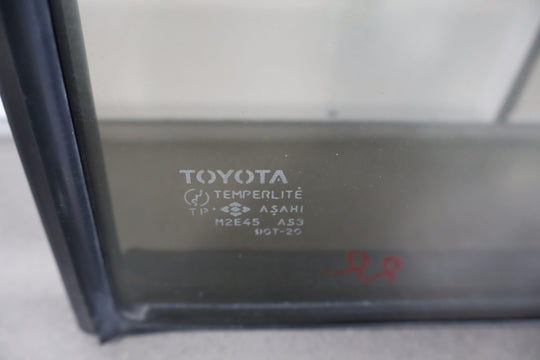 TOYOTA
TEMPERLITE
TP ASAHI
M2E45 AS3
DOT-20